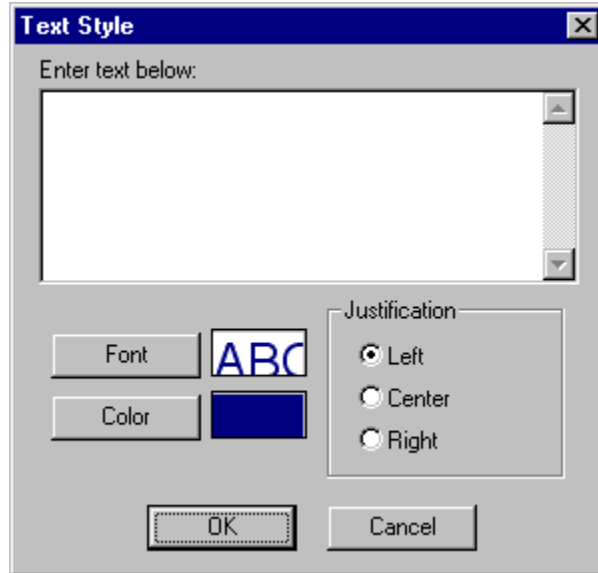 Text Style
Enter text below:
Font
ABC
Color
Justification
Left
Center
Right
OK
Cancel